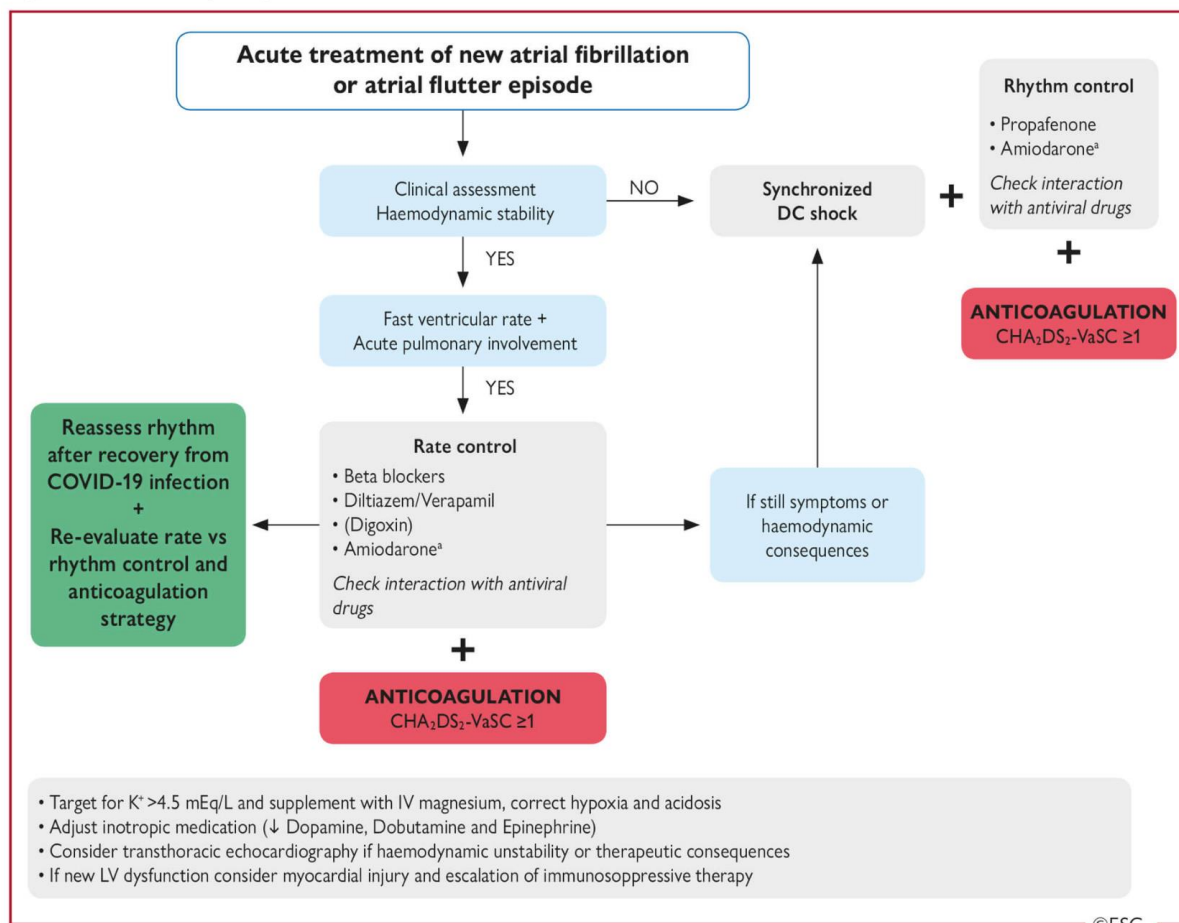 Acute treatment of new atrial fibrillation
or atrial flutter episode
Clinical assessment
Haemodynamic stability
NO
Synchronized
DC shock
+
Rhythm control
• Propafenone
• Amiodaroneᵃ
Check interaction
with antiviral drugs
+
ANTICOAGULATION
CHA₂DS₂-VaSC ≥1
YES
Fast ventricular rate +
Acute pulmonary involvement
YES
Rate control
• Beta blockers
• Diltiazem/Verapamil
• (Digoxin)
• Amiodaroneᵃ
Check interaction with antiviral
drugs
+
ANTICOAGULATION
CHA₂DS₂-VaSC ≥1
Reassess rhythm
after recovery from
COVID-19 infection
+
Re-evaluate rate vs
rhythm control and
anticoagulation
strategy
If still symptoms or
haemodynamic
consequences
• Target for K⁺ >4.5 mEq/L and supplement with IV magnesium, correct hypoxia and acidosis
• Adjust inotropic medication (↓ Dopamine, Dobutamine and Epinephrine)
• Consider transthoracic echocardiography if haemodynamic unstability or therapeutic consequences
• If new LV dysfunction consider myocardial injury and escalation of immunosoppressive therapy
©ESC